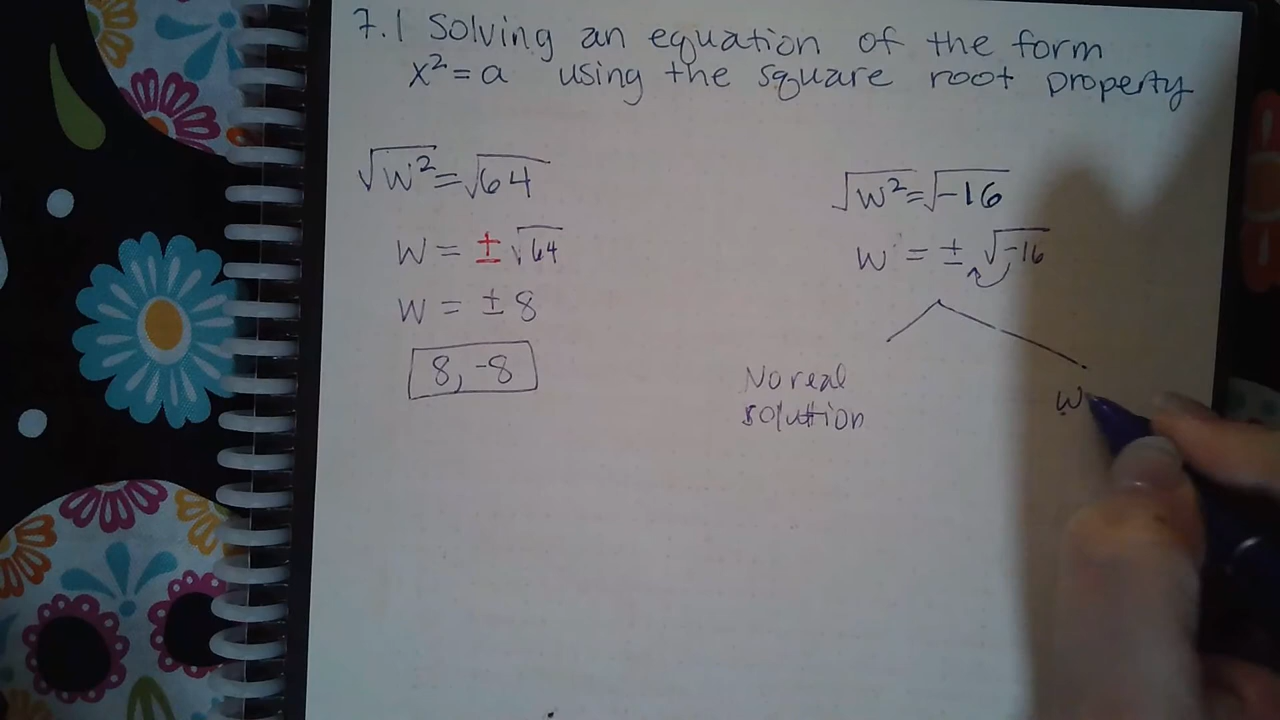 7.1 Solving an equation of the form
x² = a using the square root property
√w² = √64
w = ± √64
w = ± 8
8, -8
√w² = √-16
w = ± √-16
No real
solution
w